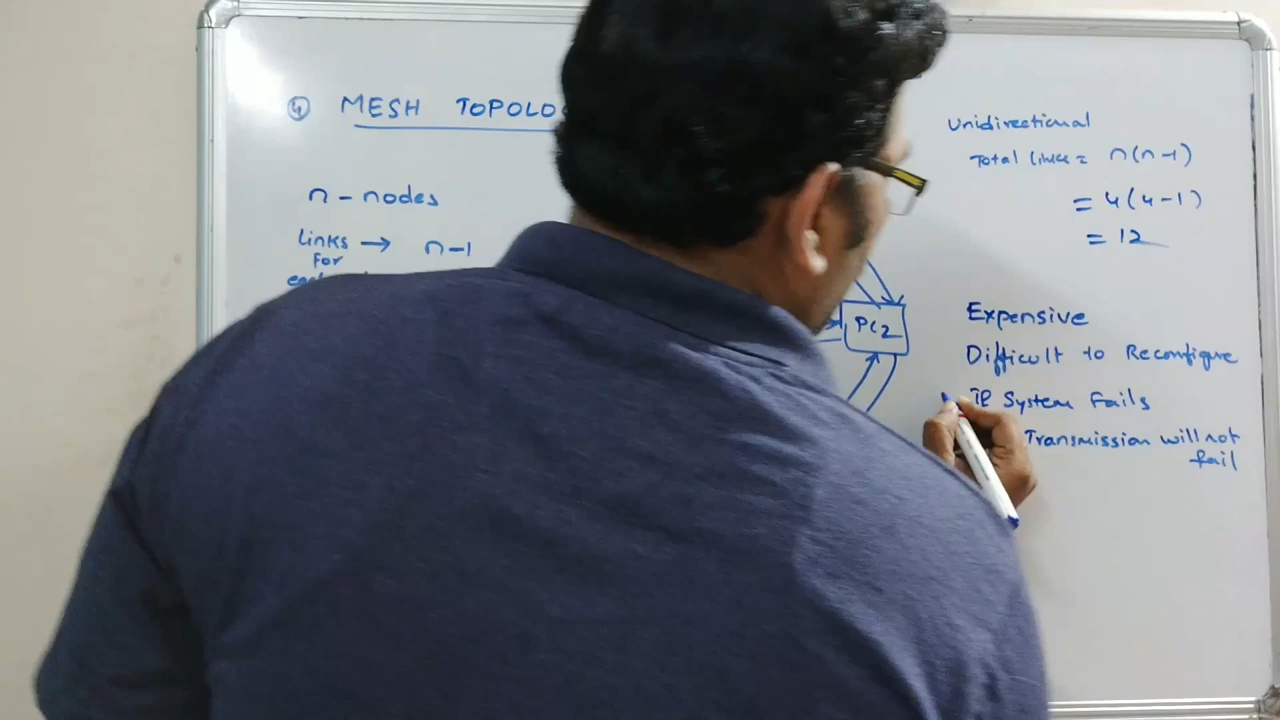 ④ MESH TOPOLO
n - nodes
Links → n-1
For
Unidirectional
Total links = n(n-1)
= 4(4-1)
= 12
PC2
Expensive
Difficult to Reconfigure
If System Fails
Transmission will not
fail